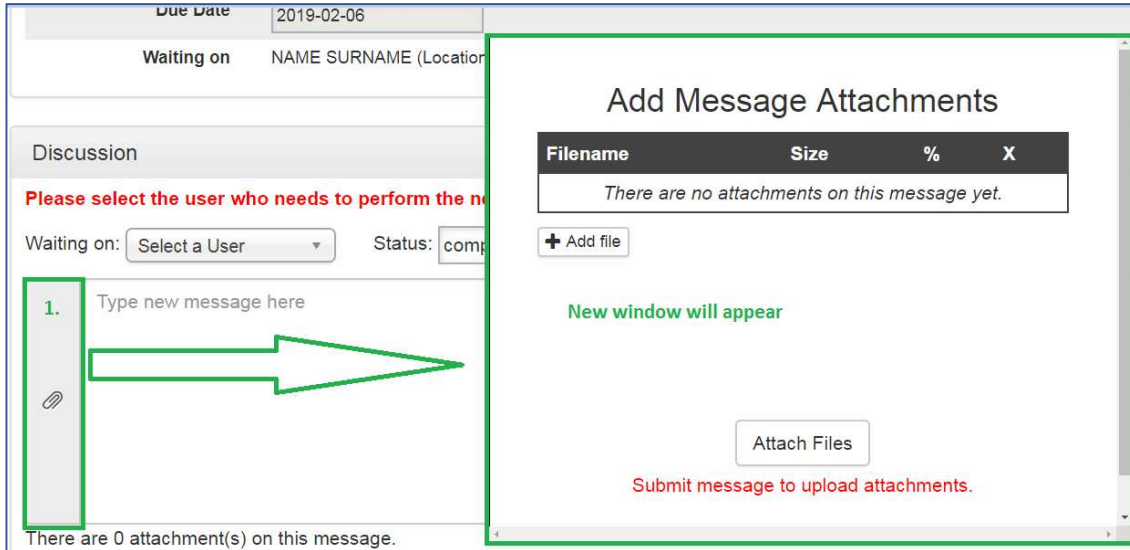 Due Date
2019-02-06
Waiting on
NAME SURNAME (Location
Discussion
Please select the user who needs to perform the
Waiting on:
Select a User
Status:
comp
1.
Type new message here
There are 0 attachment(s) on this message.
Add Message Attachments
Filename Size % X
There are no attachments on this message yet.
Add file
New window will appear
Attach Files
Submit message to upload attachments.